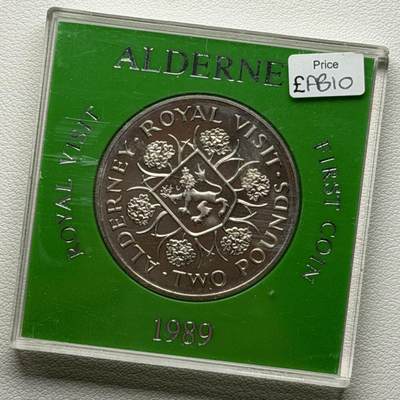 ALDERNE
Price
£AB10
ROYAL VISIT
FIRST COIN
ALDERNEY · ROYAL VISIT ·
· TWO POUNDS ·
1989